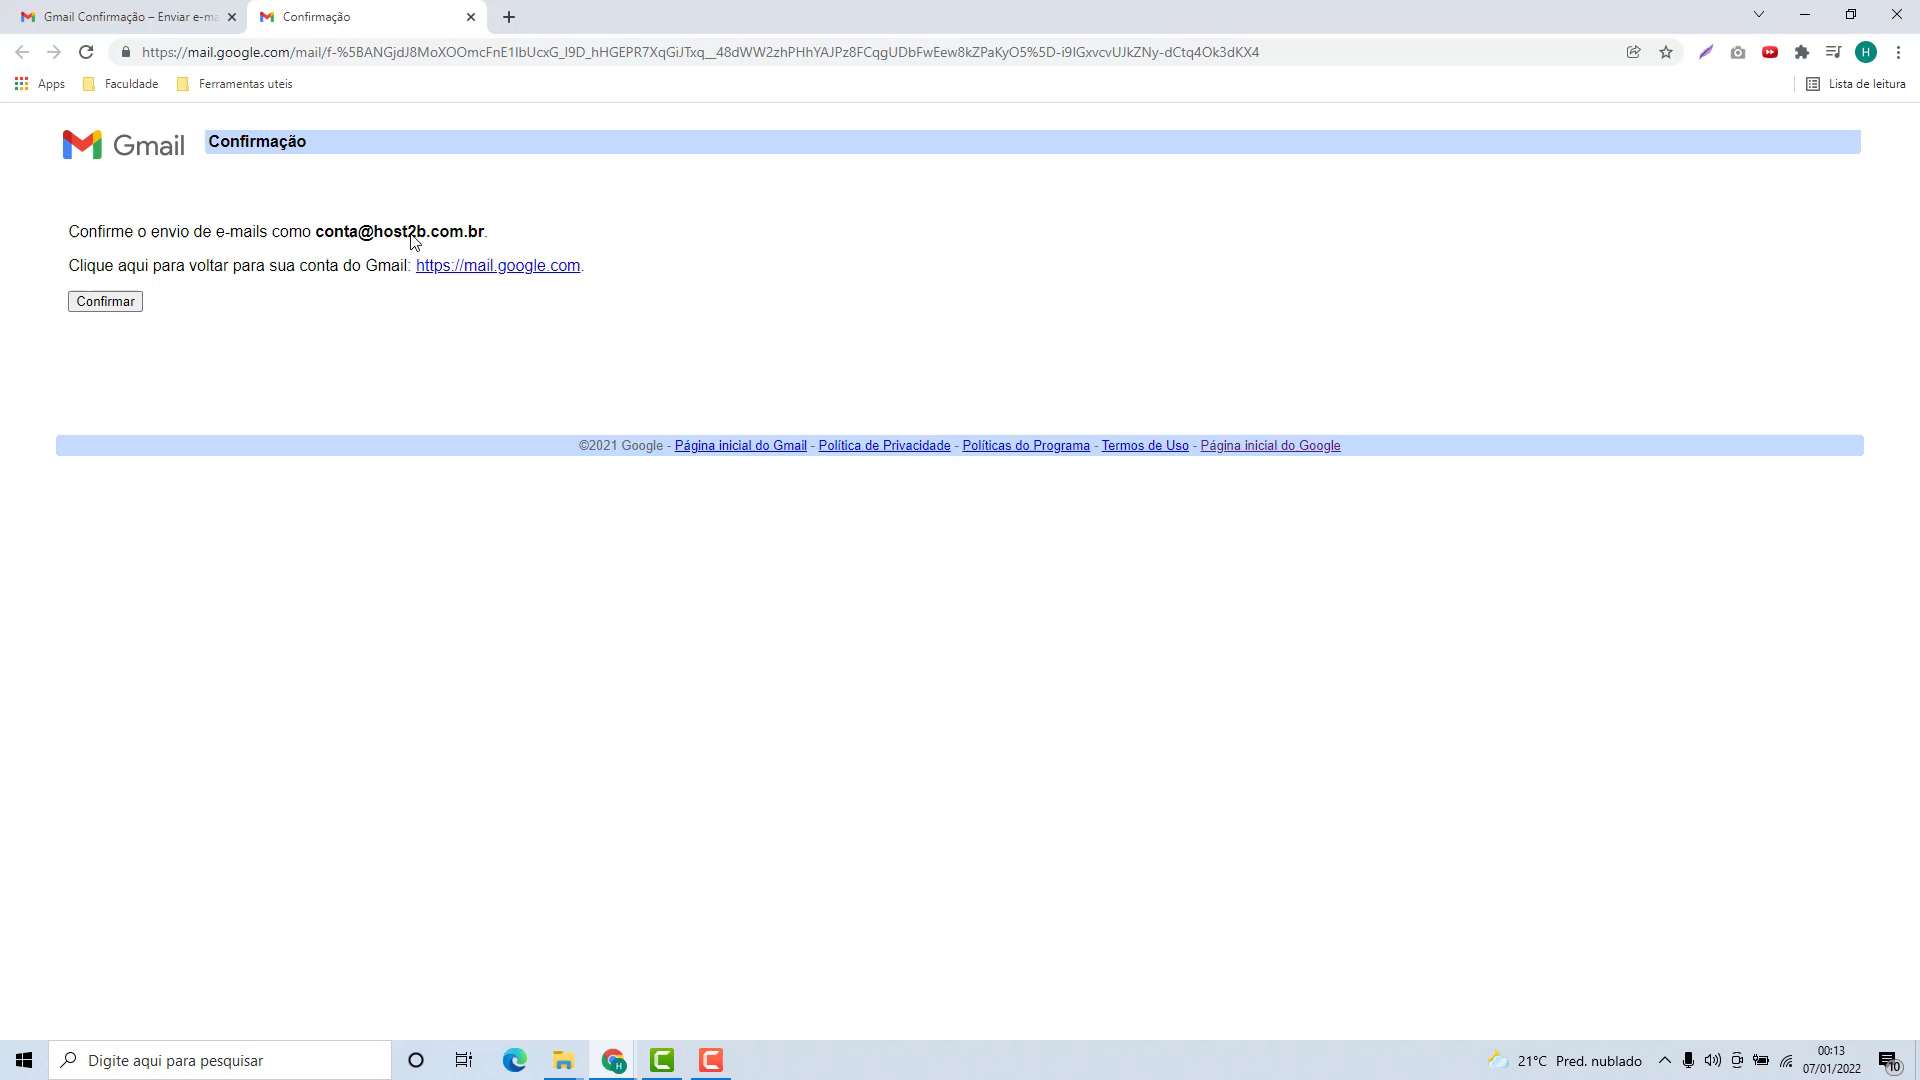 Gmail Confirmação – Enviar e-ma
Confirmação
https://mail.google.com/mail/f-%5BANGjdJ8MoXOOmcFnE1IbUcxG_I9D_hHGEPR7XqGiJTxq__48dWW2zhPHhYAJPz8FCqgUDbFwEew8kZPaKyO5%5D-i9IGxvcvUJkZNy-dCtq4Ok3dKX4
H
Apps
Faculdade
Ferramentas uteis
Lista de leitura
Gmail
Confirmação
Confirme o envio de e-mails como conta@host2b.com.br.
Clique aqui para voltar para sua conta do Gmail: https://mail.google.com.
Confirmar
©2021 Google - Página inicial do Gmail - Política de Privacidade - Políticas do Programa - Termos de Uso - Página inicial do Google
Digite aqui para pesquisar
21°C Pred. nublado
00:13
07/01/2022
10